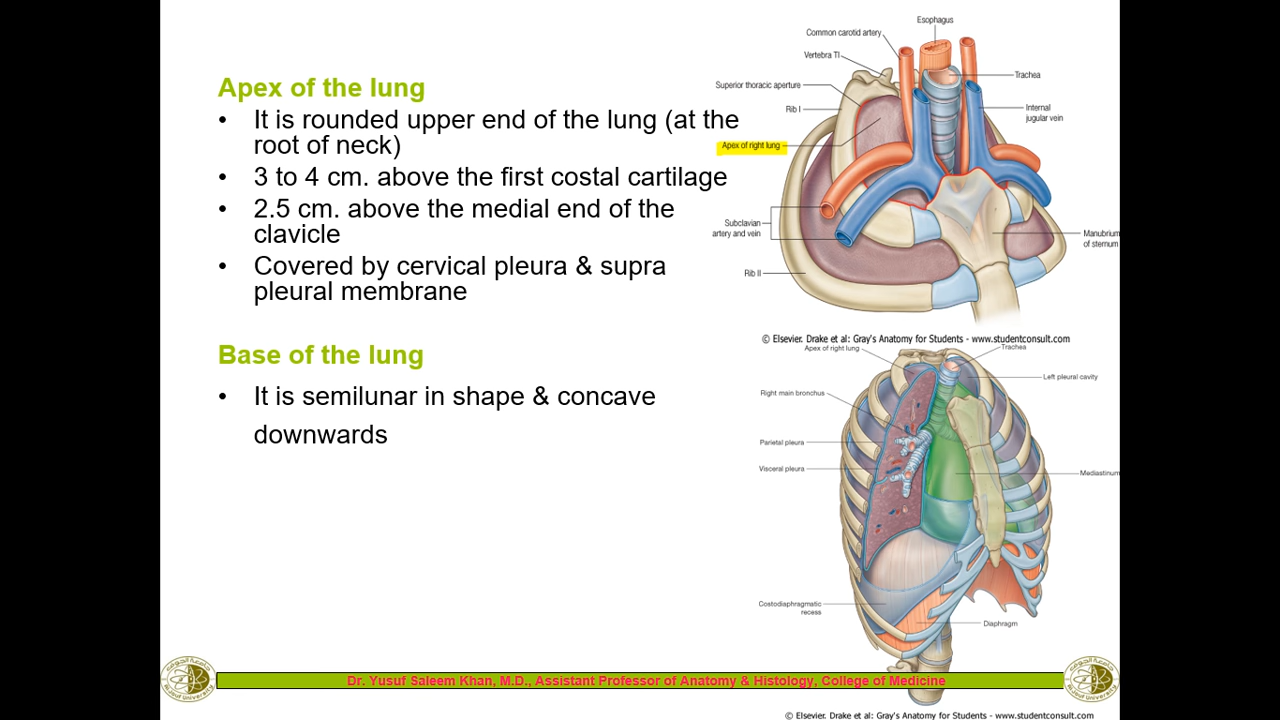 Apex of the lung
• It is rounded upper end of the lung (at the
root of neck)
• 3 to 4 cm. above the first costal cartilage
• 2.5 cm. above the medial end of the
clavicle
• Covered by cervical pleura & supra
pleural membrane
Base of the lung
• It is semilunar in shape & concave
downwards
Esophagus
Common carotid artery
Vertebra TI
Trachea
Superior thoracic aperture
Rib I
Internal
jugular vein
Apex of right lung
Subclavian
artery and vein
Manubrium
of sternum
Rib II
© Elsevier. Drake et al: Gray's Anatomy for Students - www.studentconsult.com
Apex of right lung
Trachea
Left pleural cavity
Right main bronchus
Parietal pleura
Visceral pleura
Mediastinum
Costodiaphragmatic
recess
Diaphragm
Dr. Yusuf Saleem Khan, M.D., Assistant Professor of Anatomy & Histology, College of Medicine
© Elsevier. Drake et al: Gray's Anatomy for Students - www.studentconsult.com